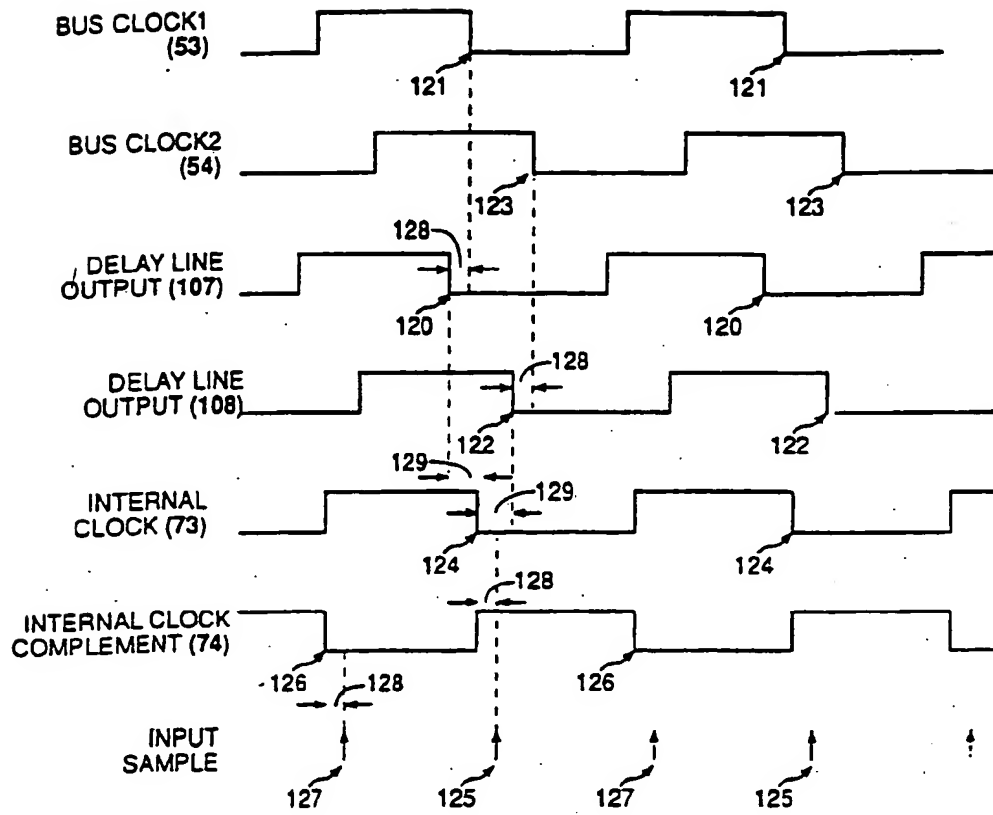 BUS CLOCK1
(53)
121
121
BUS CLOCK2
(54)
123
123
128
DELAY LINE
OUTPUT (107)
120
120
128
DELAY LINE
OUTPUT (108)
122
122
129
129
INTERNAL
CLOCK (73)
124
124
128
INTERNAL CLOCK
COMPLEMENT (74)
126
128
126
INPUT
SAMPLE
127
125
127
125